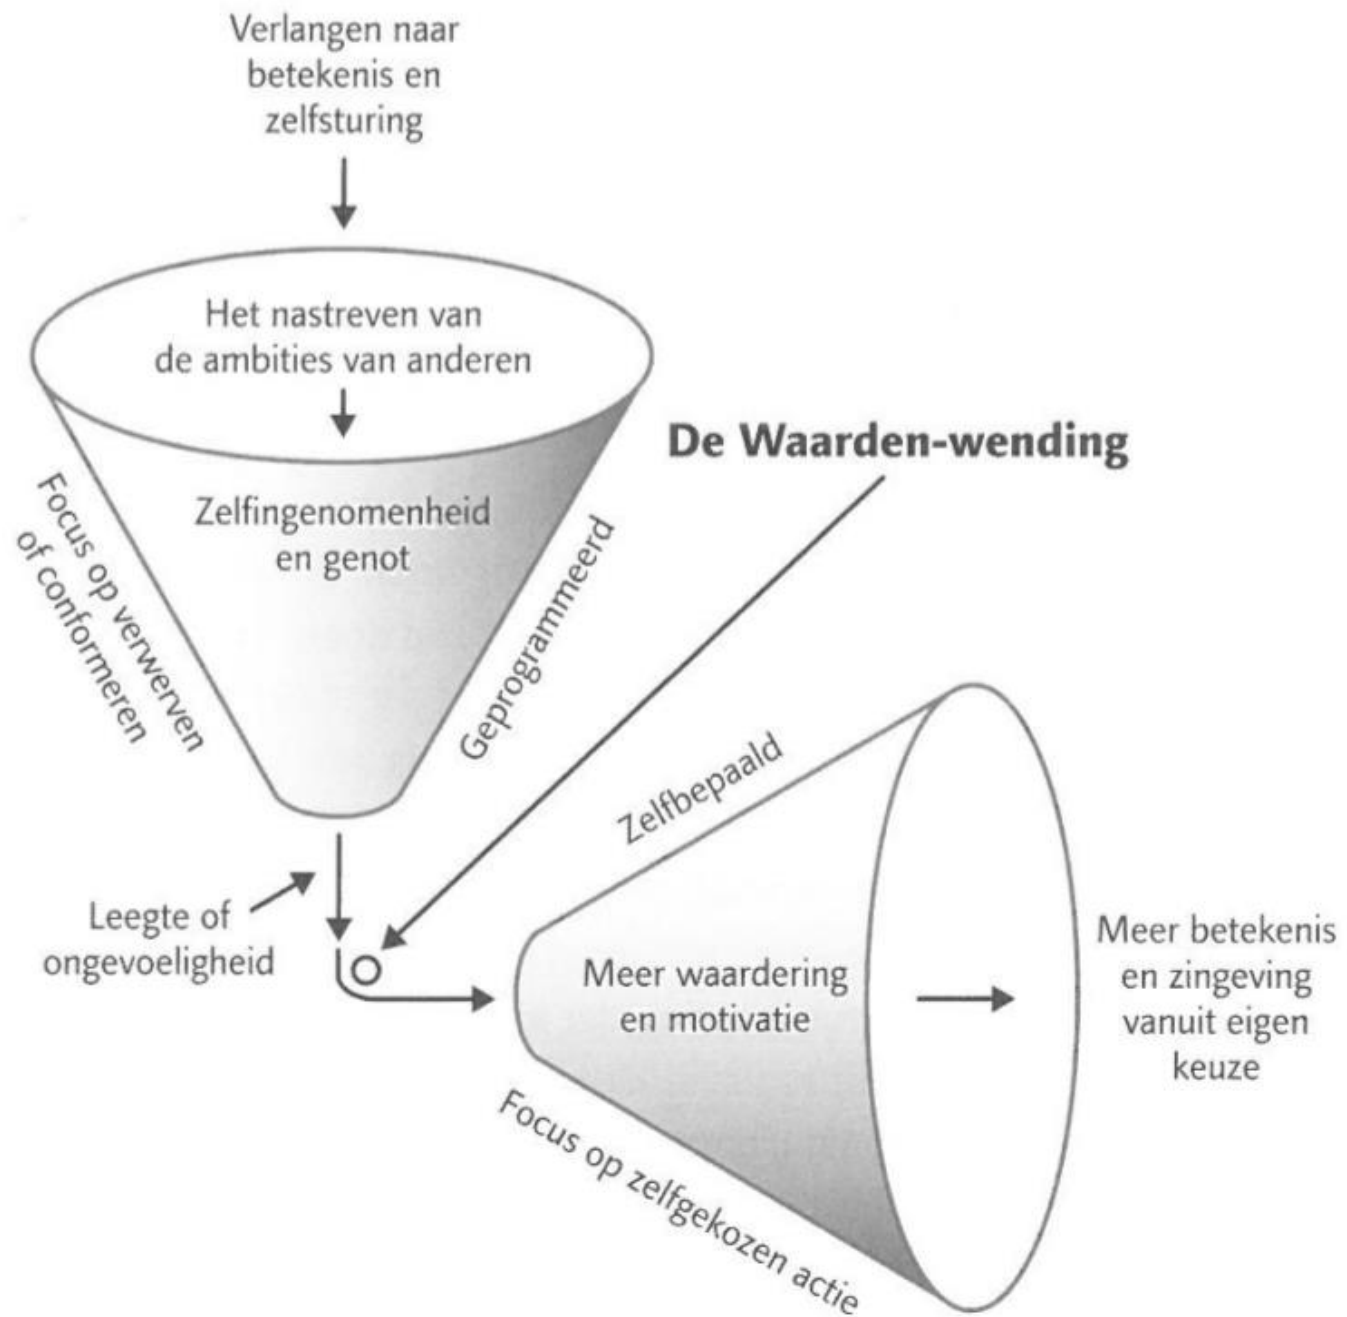 Verlangen naar
betekenis en
zelfsturing
Het nastreven van
de ambities van anderen
De Waarden-wending
Zelfingenomenheid
en genot
Focus op verwerven
of conformeren
Geprogrammeerd
Zelfbepaald
Leegte of
ongevoeligheid
Meer waardering
en motivatie
Meer betekenis
en zingeving
vanuit eigen
keuze
Focus op zelfgekozen actie